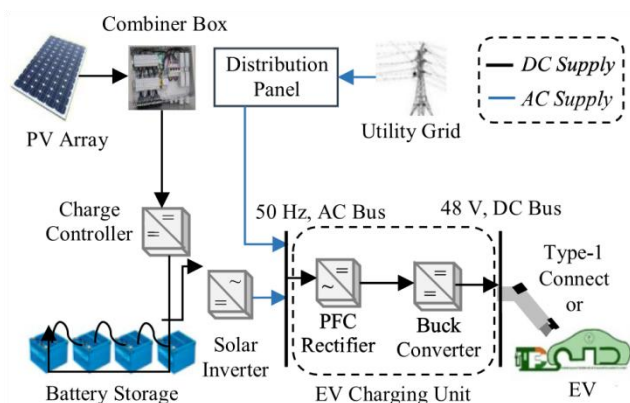 Combiner Box
PV Array
Distribution
Panel
Utility Grid
DC Supply
AC Supply
Charge
Controller
50 Hz, AC Bus
48 V, DC Bus
Type-1
Connect
or
PFC
Rectifier
Buck
Converter
Solar
Inverter
Battery Storage
EV Charging Unit
EV